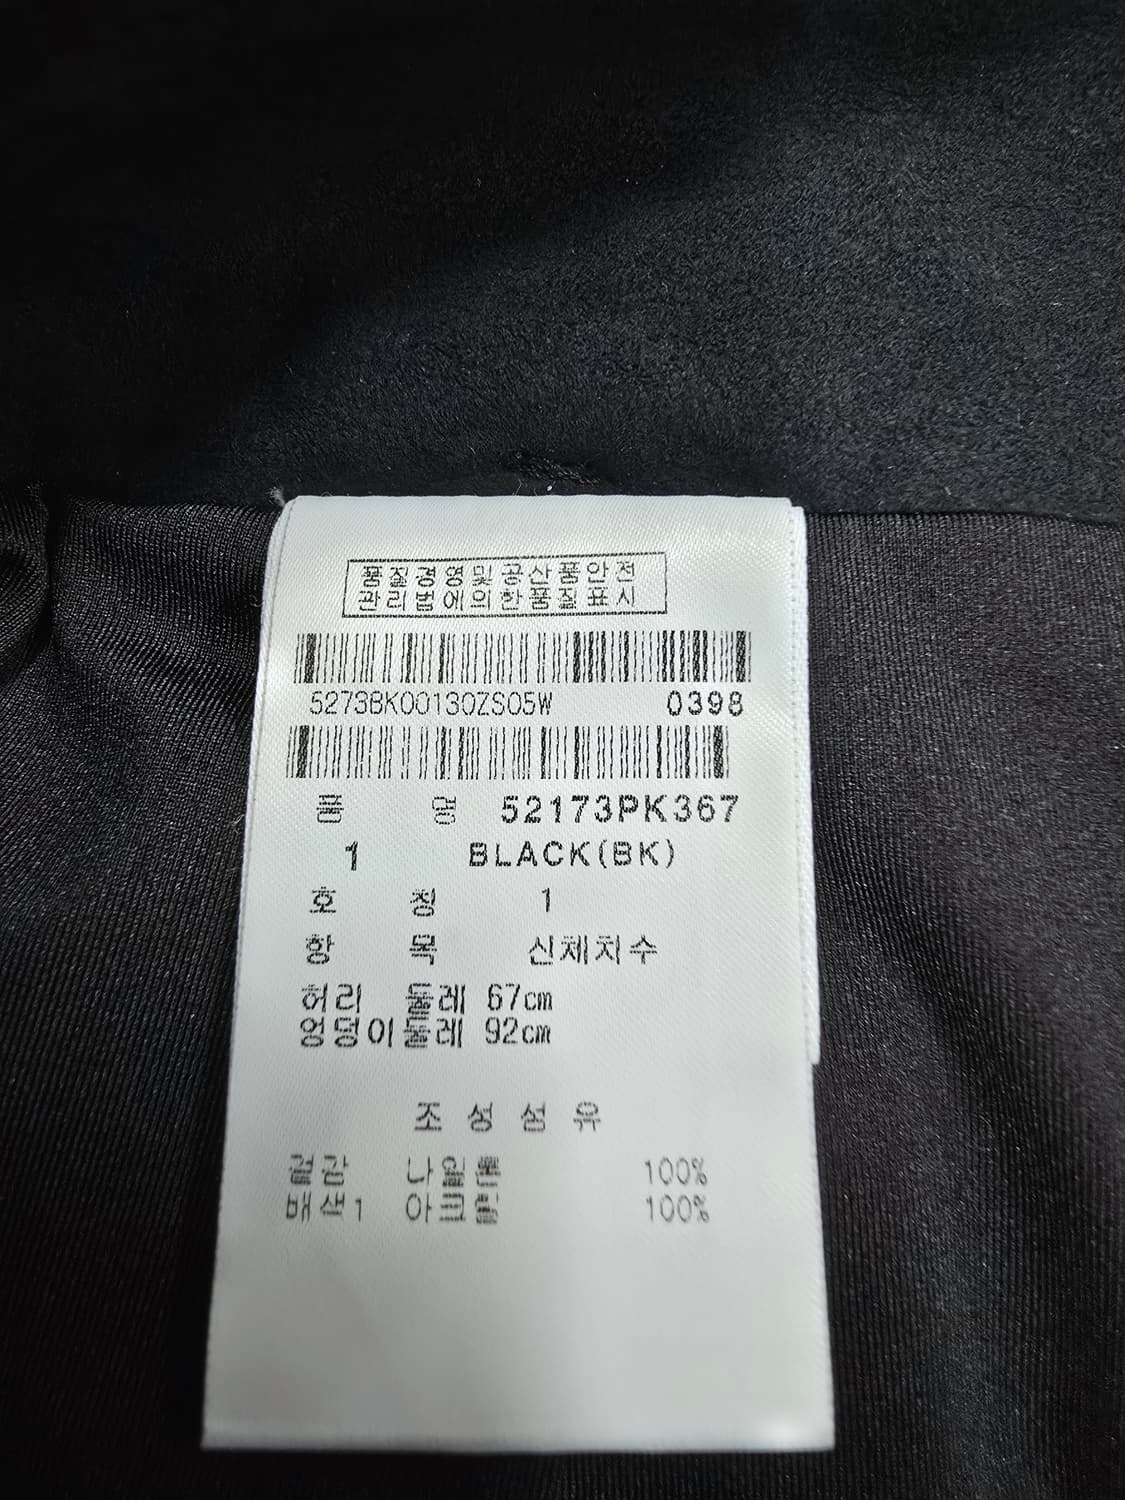 품질경영및공산품안전
관리법에의한품질표시
5273BK00130ZS05W 0398
품 명 52173PK367
1 BLACK(BK)
호 칭 1
항 목 신체치수
허리 둘레 67cm
엉덩이둘레 92cm
조 성 섬 유
겉감 나일론 100%
배색1 아크릴 100%